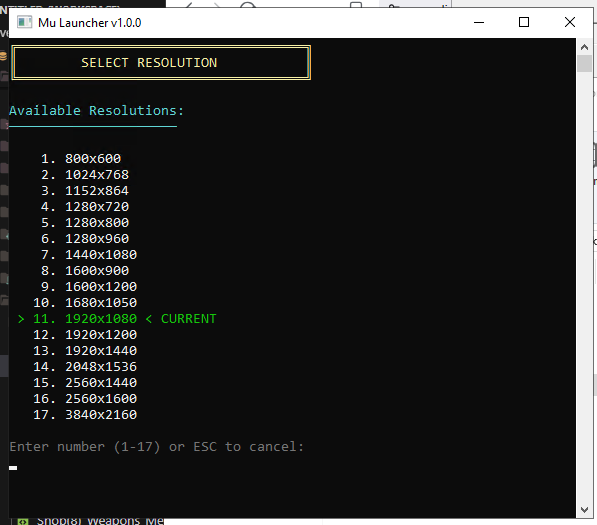 Mu Launcher v1.0.0
SELECT RESOLUTION
Available Resolutions:
1. 800x600
2. 1024x768
3. 1152x864
4. 1280x720
5. 1280x800
6. 1280x960
7. 1440x1080
8. 1600x900
9. 1600x1200
10. 1680x1050
> 11. 1920x1080 < CURRENT
12. 1920x1200
13. 1920x1440
14. 2048x1536
15. 2560x1440
16. 2560x1600
17. 3840x2160
Enter number (1-17) or ESC to cancel:
Shop(8) Weapons Me